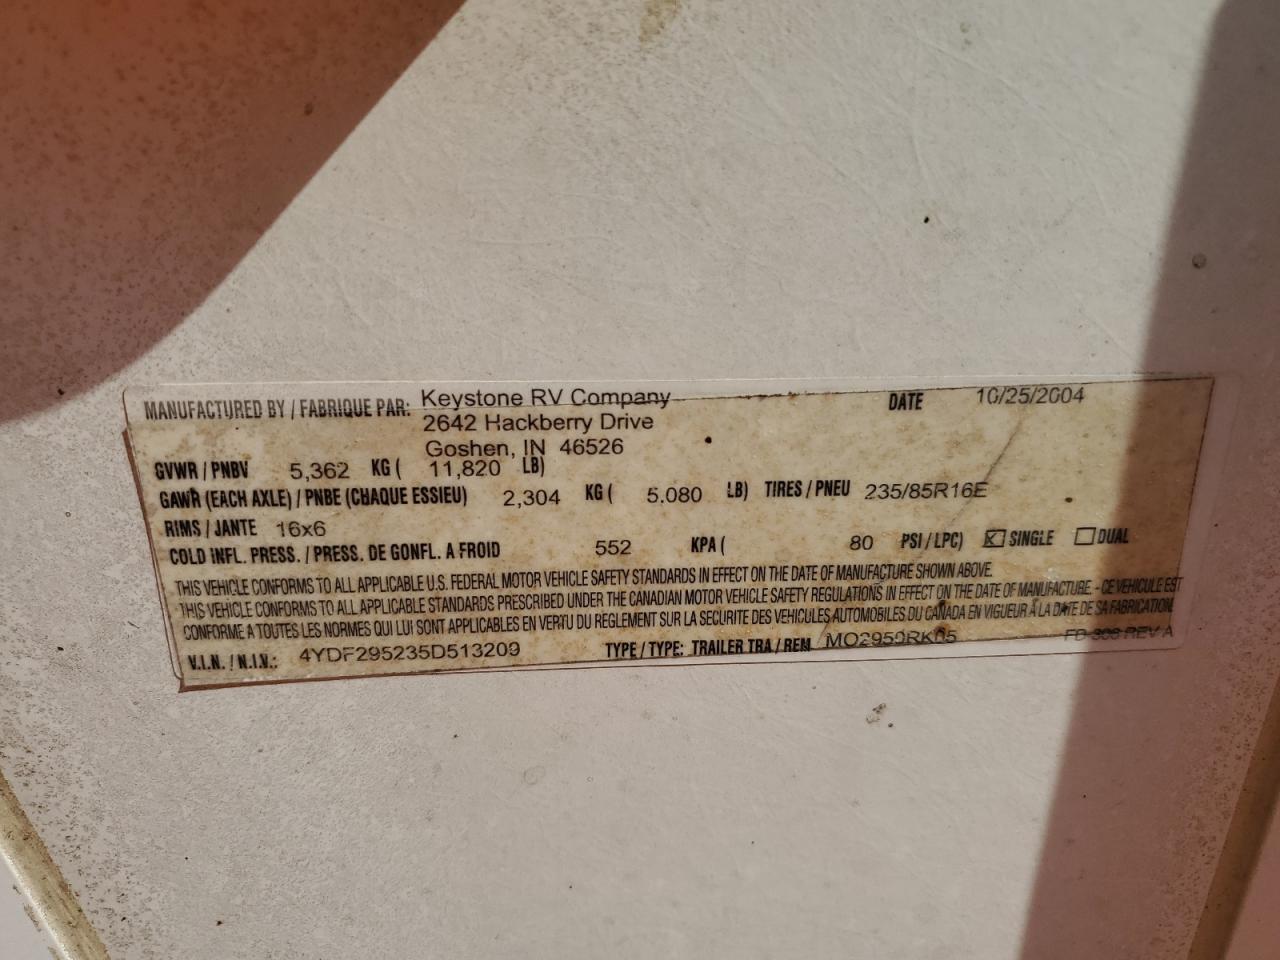 MANUFACTURED BY / FABRIQUE PAR: Keystone RV Company DATE 10/25/2004
2642 Hackberry Drive
Goshen, IN 46526
GVWR / PNBV 5,362 KG ( 11,820 LB)
GAWR (EACH AXLE) / PNBE (CHAQUE ESSIEU) 2,304 KG ( 5,080 LB) TIRES / PNEU 235/85R16E
RIMS / JANTE 16x6
COLD INFL. PRESS. / PRESS. DE GONFL. A FROID 552 KPA ( 80 PSI / LPC) ☒ SINGLE ☐ DUAL
THIS VEHICLE CONFORMS TO ALL APPLICABLE U.S. FEDERAL MOTOR VEHICLE SAFETY STANDARDS IN EFFECT ON THE DATE OF MANUFACTURE SHOWN ABOVE.
THIS VEHICLE CONFORMS TO ALL APPLICABLE STANDARDS PRESCRIBED UNDER THE CANADIAN MOTOR VEHICLE SAFETY REGULATIONS IN EFFECT ON THE DATE OF MANUFACTURE. - CE VEHICULE EST
CONFORME A TOUTES LES NORMES QUI LUI SONT APPLICABLES EN VERTU DU REGLEMENT SUR LA SECURITE DES VEHICULES AUTOMOBILES DU CANADA EN VIGUEUR À LA DATE DE SA FABRICATION.
V.I.N. / N.I.V.: 4YDF295235D513209 TYPE / TYPE: TRAILER TRA / REM FB 306 REV A